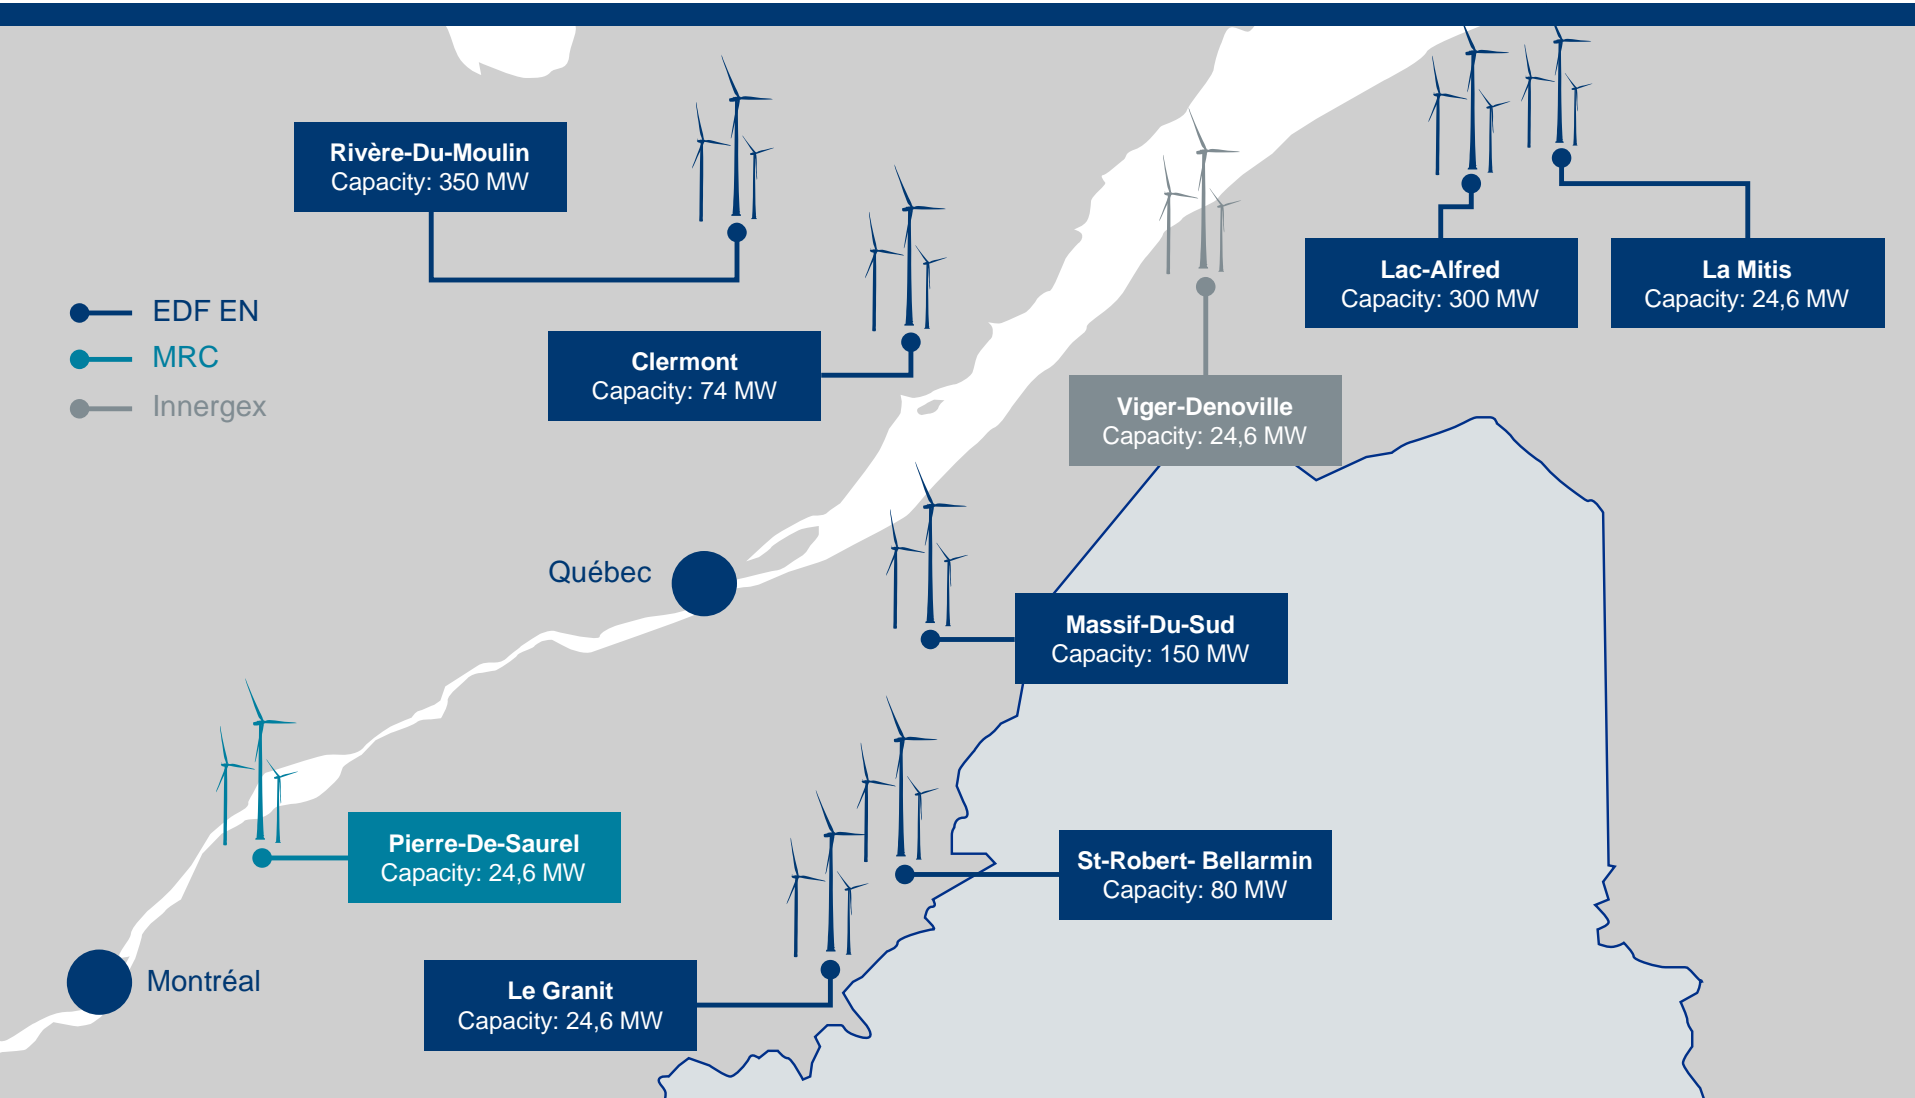 Rivère-Du-Moulin
Capacity: 350 MW
Lac-Alfred
Capacity: 300 MW
La Mitis
Capacity: 24,6 MW
EDF EN
MRC
Innergex
Clermont
Capacity: 74 MW
Viger-Denoville
Capacity: 24,6 MW
Québec
Massif-Du-Sud
Capacity: 150 MW
Pierre-De-Saurel
Capacity: 24,6 MW
St-Robert- Bellarmin
Capacity: 80 MW
Montréal
Le Granit
Capacity: 24,6 MW